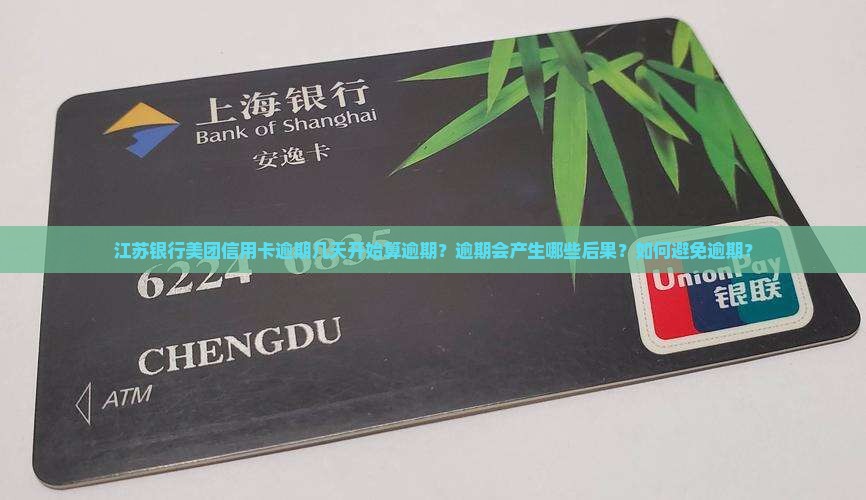 上海银行
Bank of Shanghai
安逸卡
江苏银行美团信用卡逾期几天开始算逾期？逾期会产生哪些后果？如何避免逾期？
6224 0835
UnionPay
银联
CHENGDU
ATM